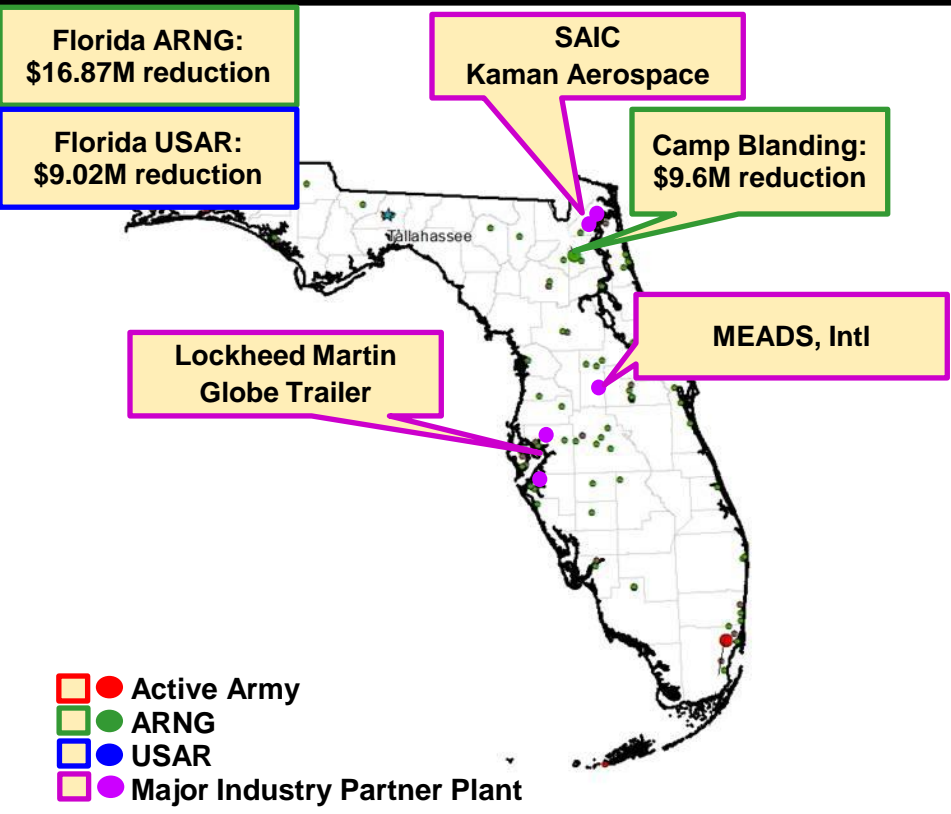 Florida ARNG:
$16.87M reduction
SAIC
Kaman Aerospace
Florida USAR:
$9.02M reduction
Camp Blanding:
$9.6M reduction
Tallahassee
MEADS, Intl
Lockheed Martin
Globe Trailer
Active Army
ARNG
USAR
Major Industry Partner Plant